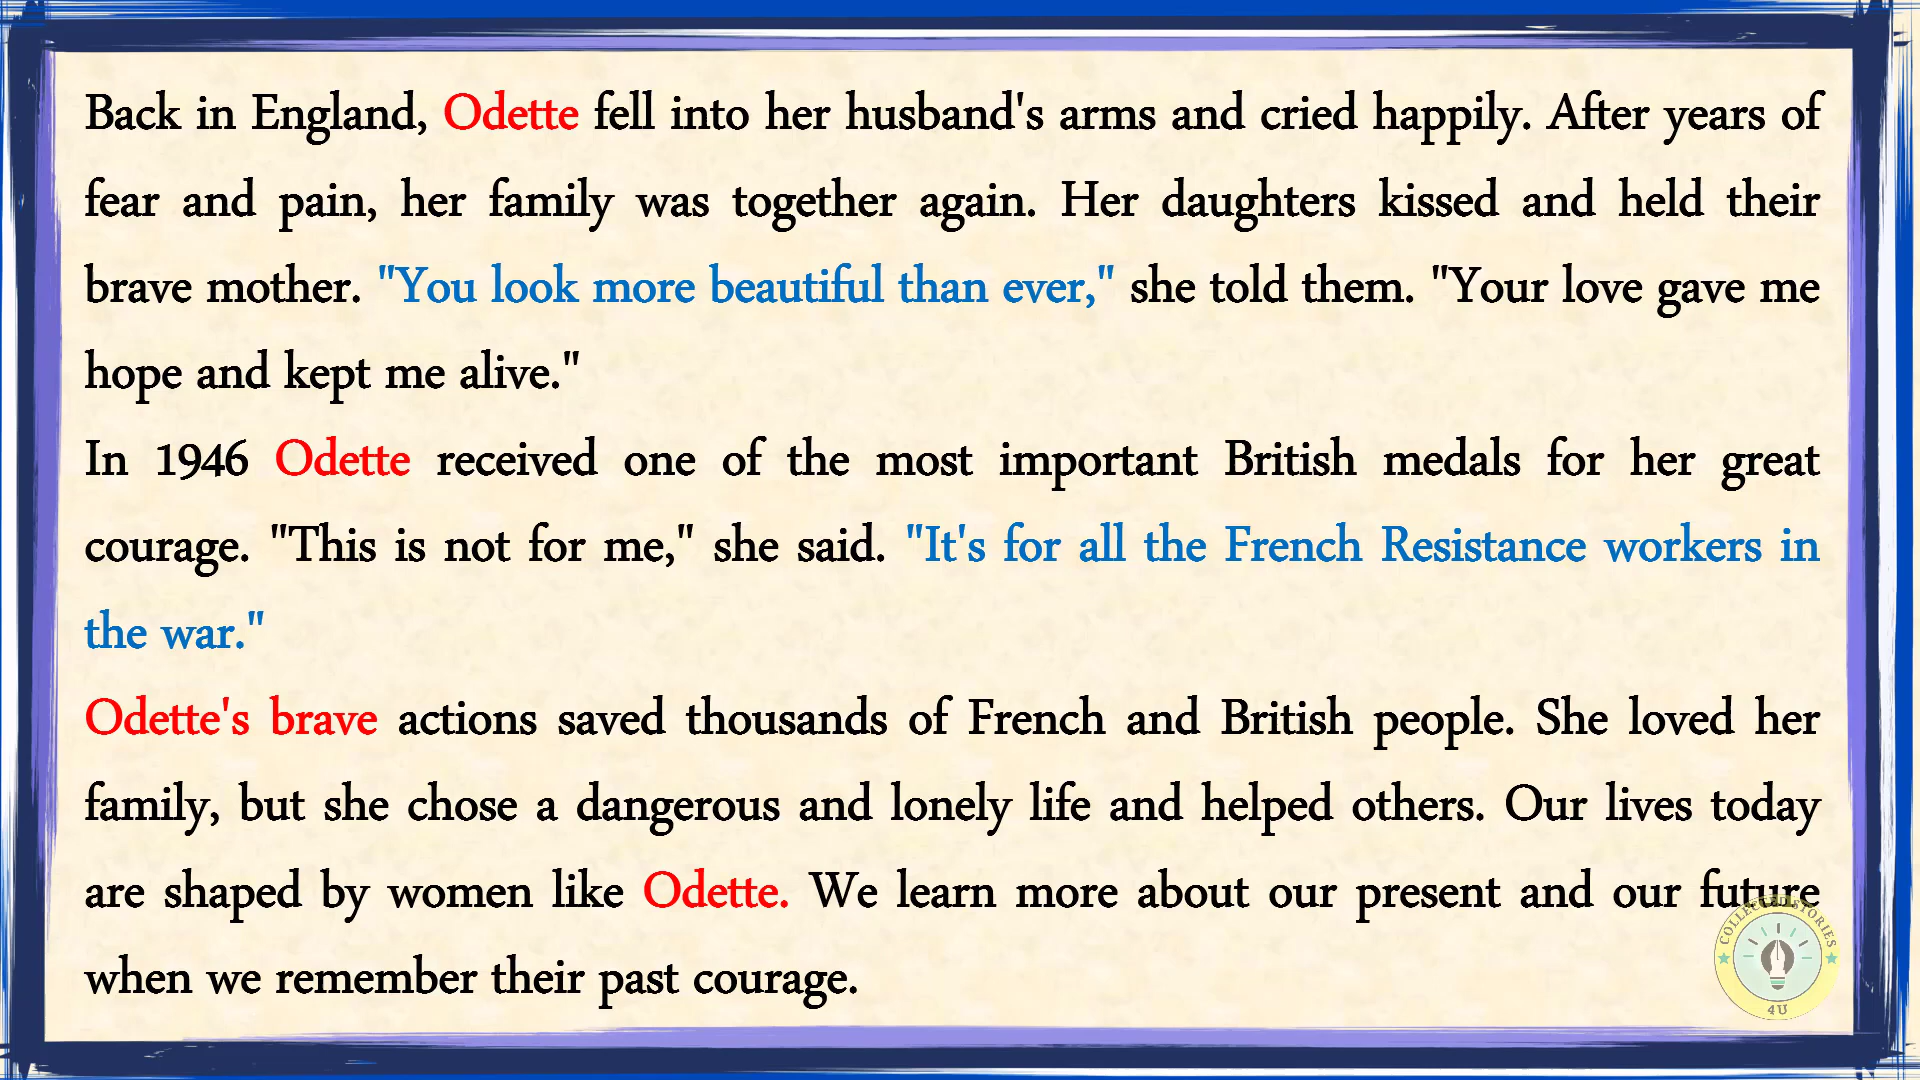 Back in England, Odette fell into her husband's arms and cried happily. After years of
fear and pain, her family was together again. Her daughters kissed and held their
brave mother. "You look more beautiful than ever," she told them. "Your love gave me
hope and kept me alive."
In 1946 Odette received one of the most important British medals for her great
courage. "This is not for me," she said. "It's for all the French Resistance workers in
the war."
Odette's brave actions saved thousands of French and British people. She loved her
family, but she chose a dangerous and lonely life and helped others. Our lives today
are shaped by women like Odette. We learn more about our present and our future
when we remember their past courage.
COLLECTED STORIES
4U